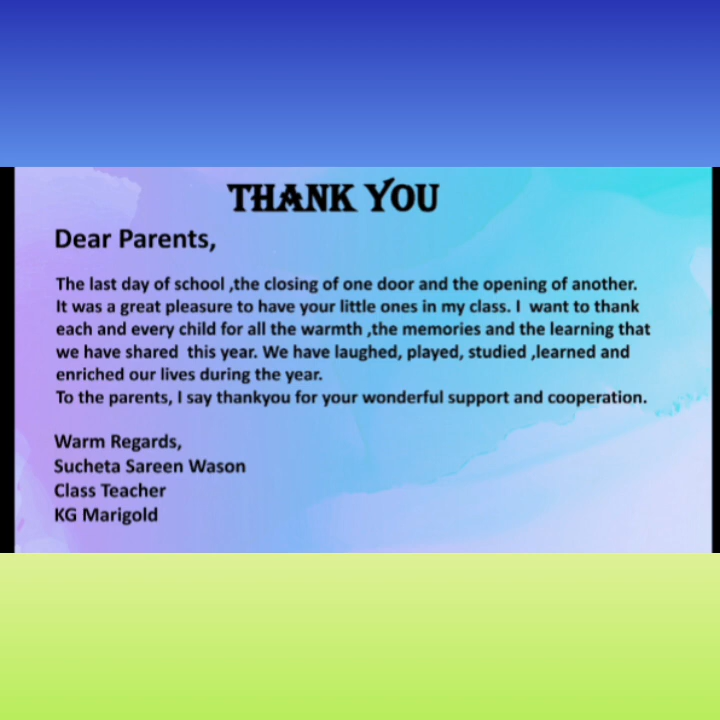 THANK YOU
Dear Parents,
The last day of school ,the closing of one door and the opening of another.
It was a great pleasure to have your little ones in my class. I  want to thank
each and every child for all the warmth ,the memories and the learning that
we have shared  this year. We have laughed, played, studied ,learned and
enriched our lives during the year.
To the parents, I say thankyou for your wonderful support and cooperation.
Warm Regards,
Sucheta Sareen Wason
Class Teacher
KG Marigold